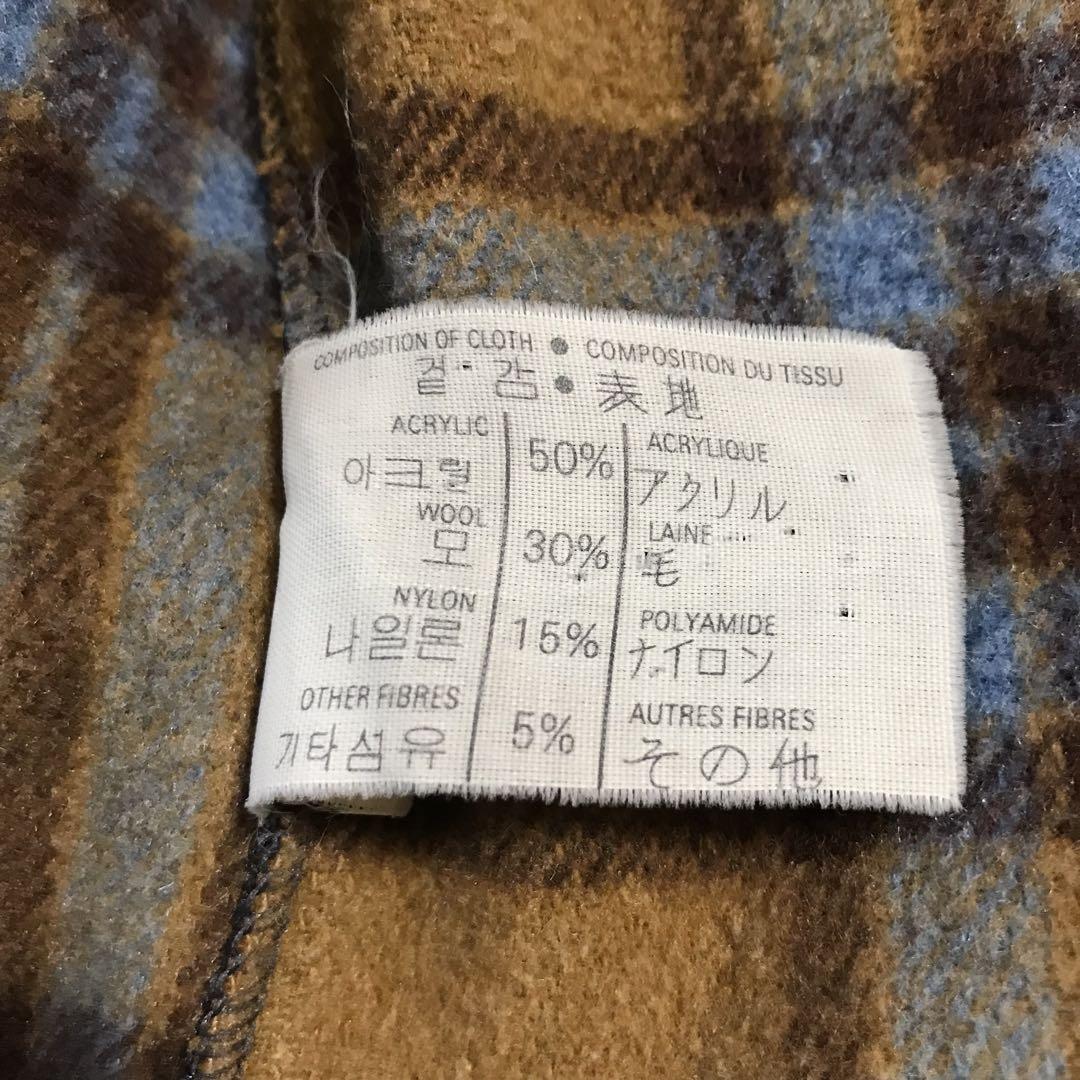 COMPOSITION OF CLOTH ● COMPOSITION DU TISSU
겉·감●表地
ACRYLIC 50% ACRYLIQUE
아크릴 アクリル
WOOL 30% LAINE
모 毛
NYLON 15% POLYAMIDE
나일론 ナイロン
OTHER FIBRES 5% AUTRES FIBRES
기타섬유 その他